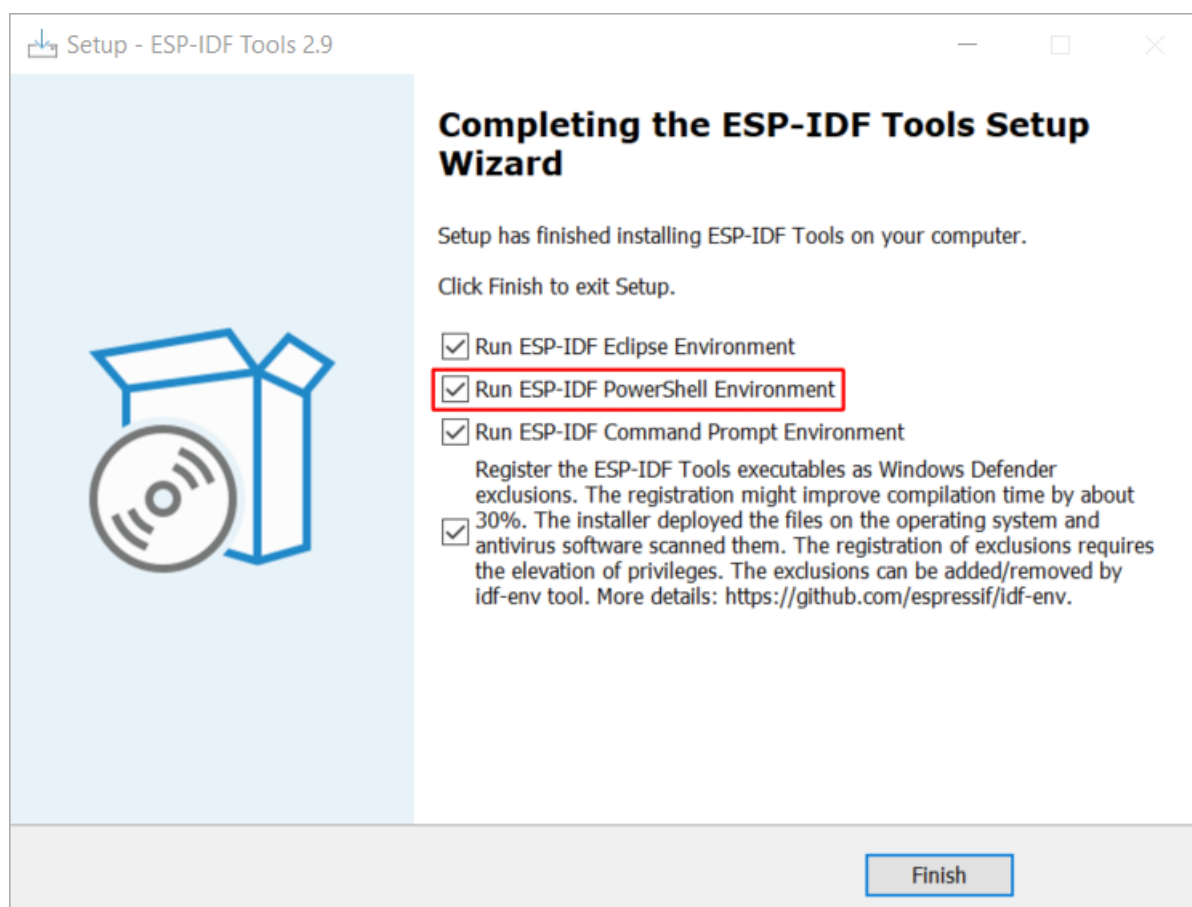 Setup - ESP-IDF Tools 2.9
Completing the ESP-IDF Tools Setup
Wizard
Setup has finished installing ESP-IDF Tools on your computer.
Click Finish to exit Setup.
Run ESP-IDF Eclipse Environment
Run ESP-IDF PowerShell Environment
Run ESP-IDF Command Prompt Environment
Register the ESP-IDF Tools executables as Windows Defender
exclusions. The registration might improve compilation time by about
30%. The installer deployed the files on the operating system and
antivirus software scanned them. The registration of exclusions requires
the elevation of privileges. The exclusions can be added/removed by
idf-env tool. More details: https://github.com/espressif/idf-env.
Finish